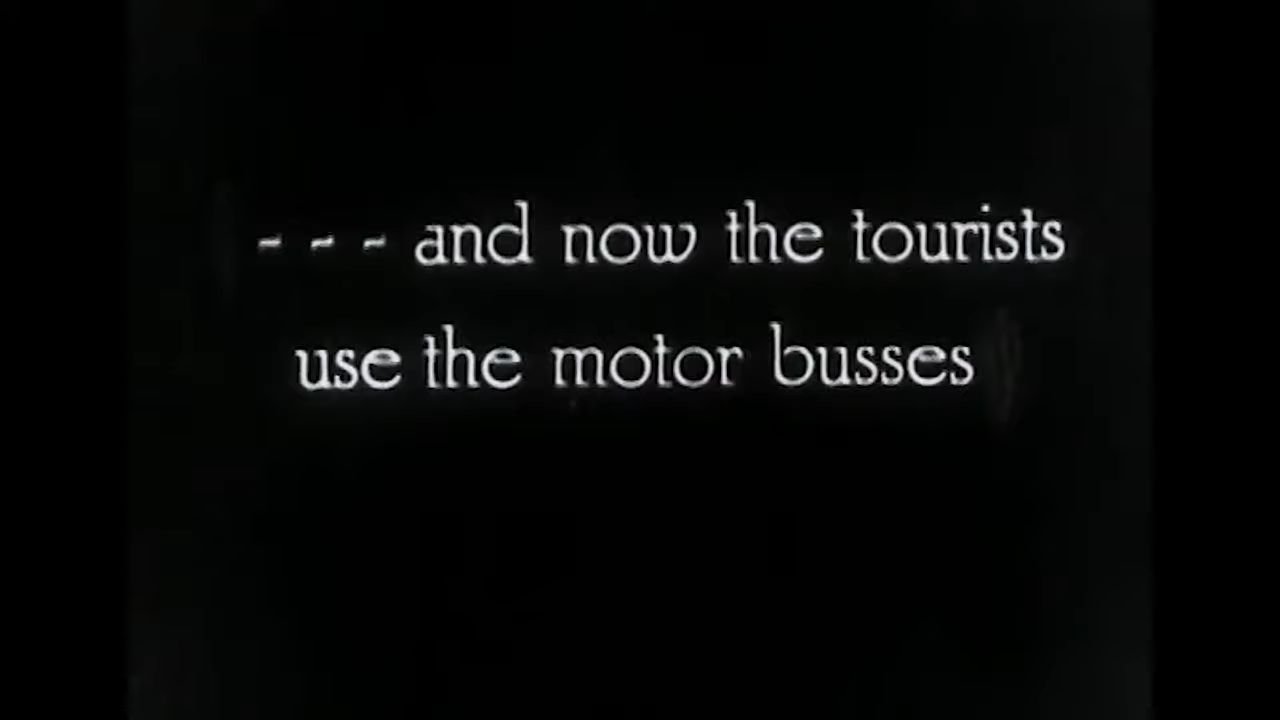 - - - and now the tourists
use the motor busses